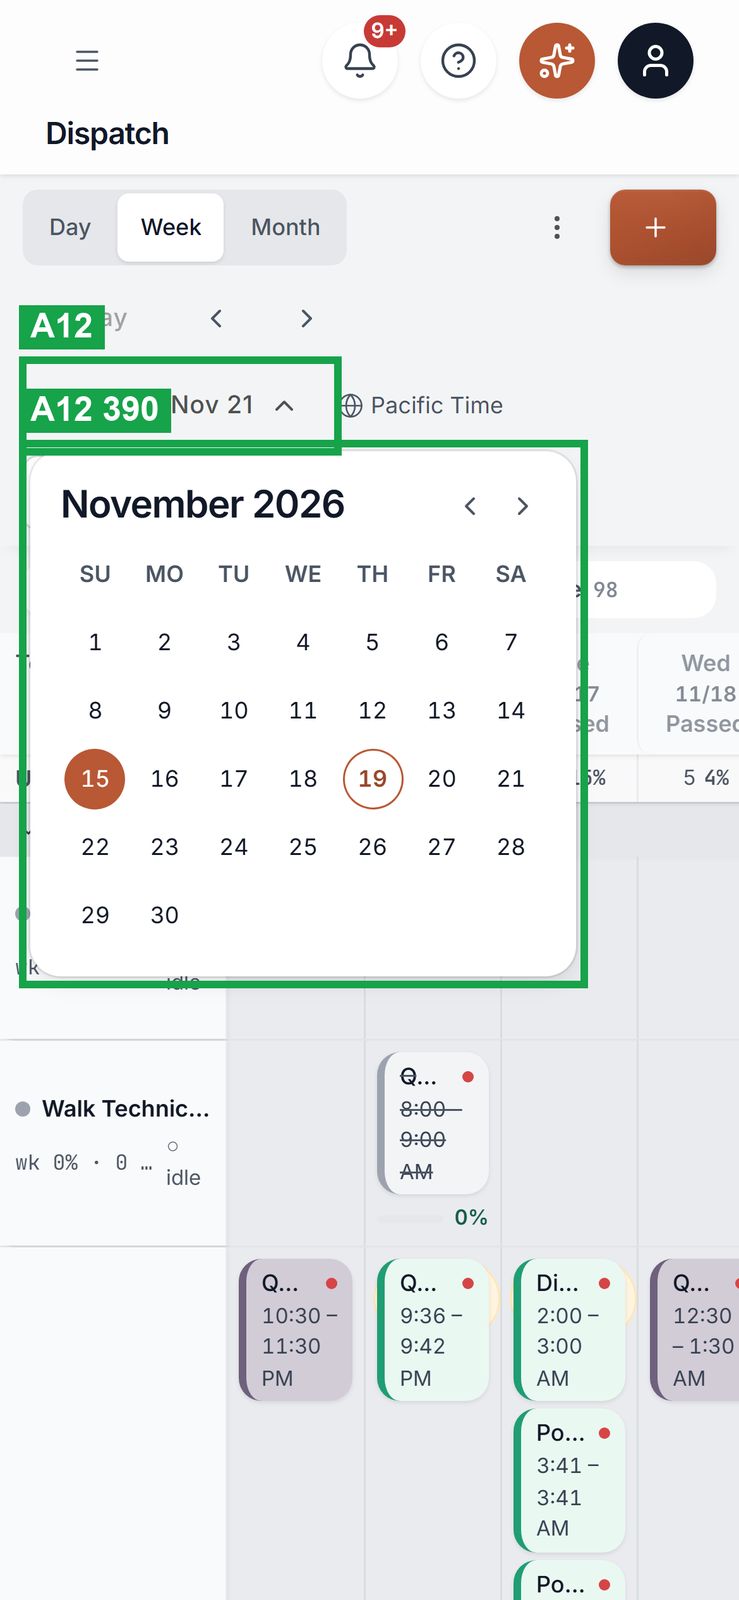 9+
Dispatch
Day Week Month
A12 ay
A12 390 Nov 21 Pacific Time
November 2026
98
SU MO TU WE TH FR SA
1 2 3 4 5 6 7
8 9 10 11 12 13 14
15 16 17 18 19 20 21
22 23 24 25 26 27 28
29 30
Wed
11/18
Passed
5 4%
idle
Walk Technic...
wk 0% · 0 … ○ idle
Q...
8:00 –
9:00
AM
0%
Q...
10:30 –
11:30
PM
Q...
9:36 –
9:42
PM
Di...
2:00 –
3:00
AM
Q...
12:30
– 1:30
AM
Po...
3:41 –
3:41
AM
Po...